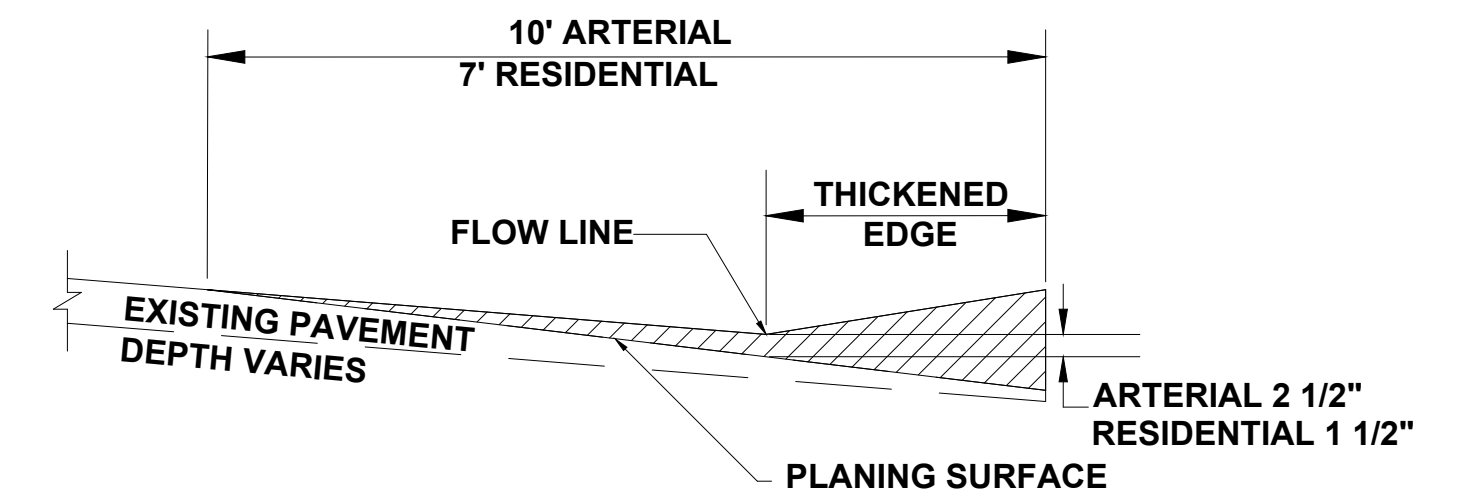 10' ARTERIAL
7' RESIDENTIAL
THICKENED
EDGE
FLOW LINE
EXISTING PAVEMENT
DEPTH VARIES
ARTERIAL 2 1/2"
RESIDENTIAL 1 1/2"
PLANING SURFACE